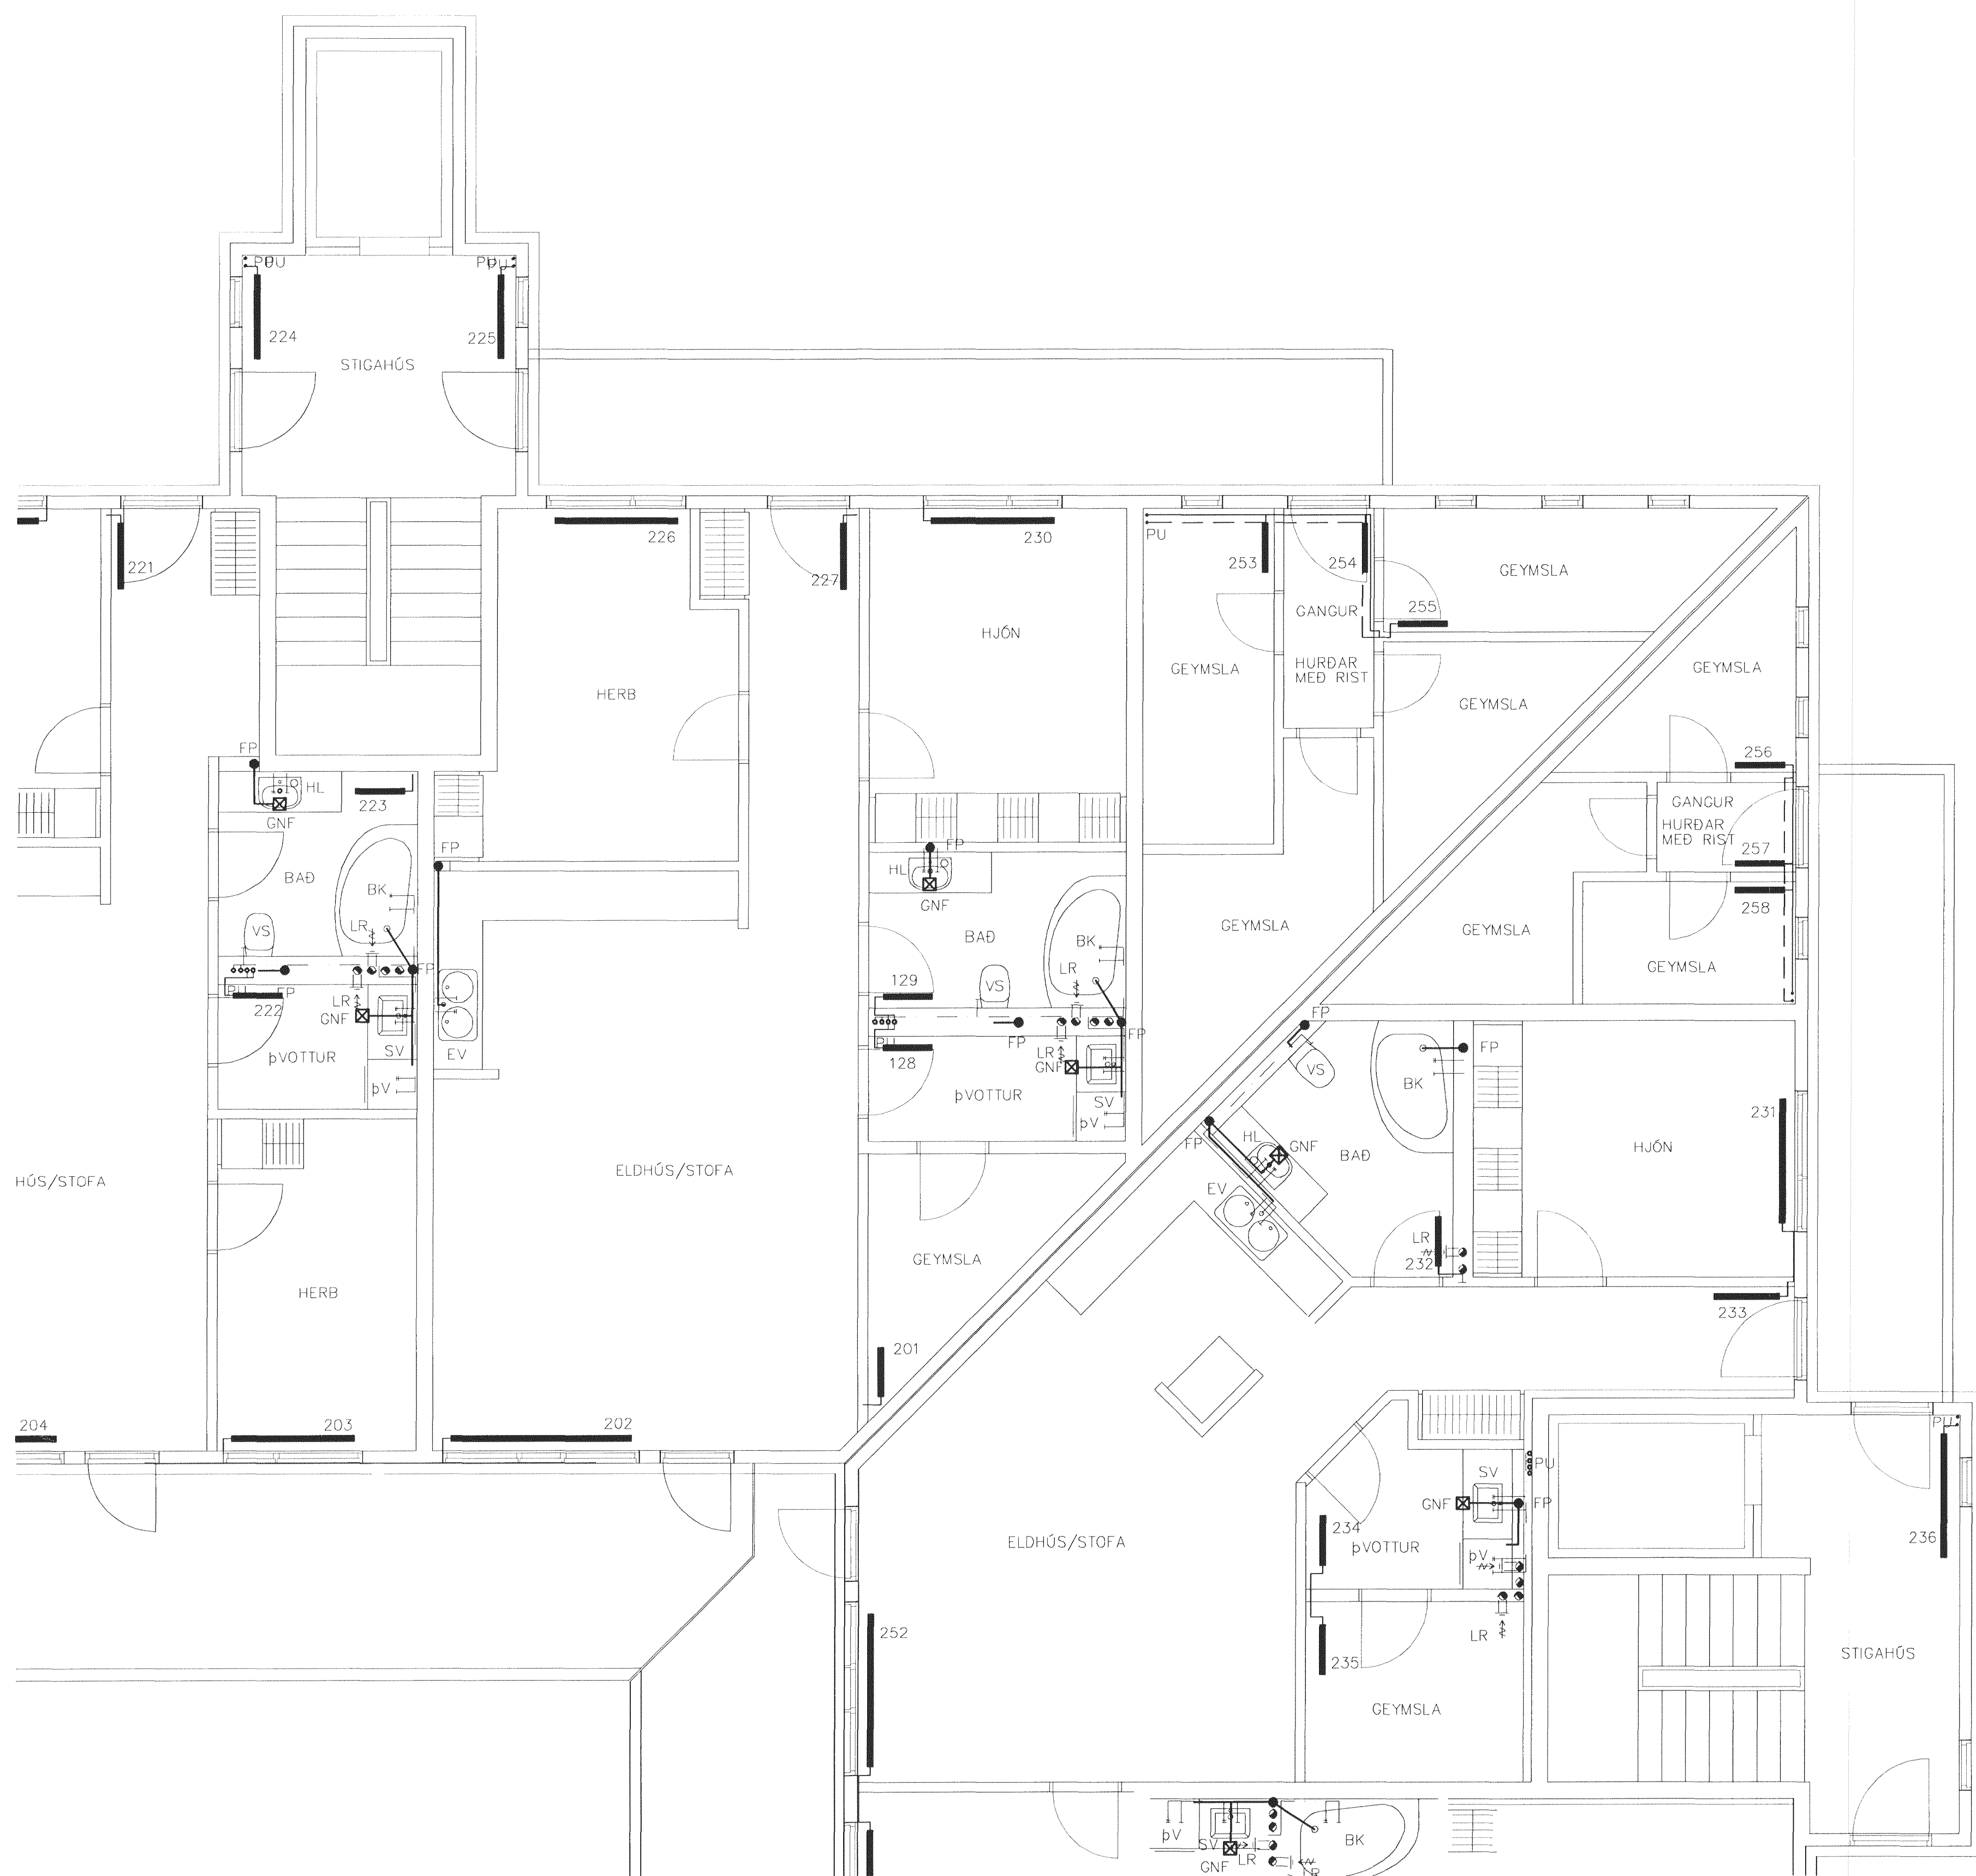 PU PU
PU PU
224
225
STIGAHÚS
226
230
PU
253
254
GEYMSLA
221
227
255
GANGUR
HJÓN
GEYMSLA
HURÐAR
MEÐ RIST
GEYMSLA
HERB
GEYMSLA
FP
256
HL
223
GNF
GANGUR
HURÐAR
MEÐ RIST
FP
FP
257
HL
BAÐ
BK
GNF
258
LR
VS
BAÐ
BK
GEYMSLA
GEYMSLA
LR
GEYMSLA
FP
129
VS
PU
FP
222
LR
GNF
FP
SV
EV
PU
FP
FP
LR
128
GNF
FP
ÞVOTTUR
VS
BK
ÞV
ÞVOTTUR
SV
231
ÞV
FP
HL
GNF
BAÐ
HJÓN
HÚS/STOFA
ELDHÚS/STOFA
EV
LR
232
GEYMSLA
HERB
233
201
204
203
202
PU
PU
SV
GNF
FP
234
236
ELDHÚS/STOFA
ÞVOTTUR
ÞV
252
LR
235
STIGAHÚS
GEYMSLA
ÞV
SV
BK
LR
GNF
LR